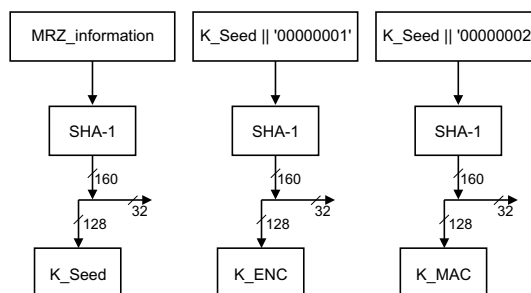 MRZ_information
K_Seed || '00000001'
K_Seed || '00000002
SHA-1
SHA-1
SHA-1
160
160
160
32
32
32
128
128
128
K_Seed
K_ENC
K_MAC